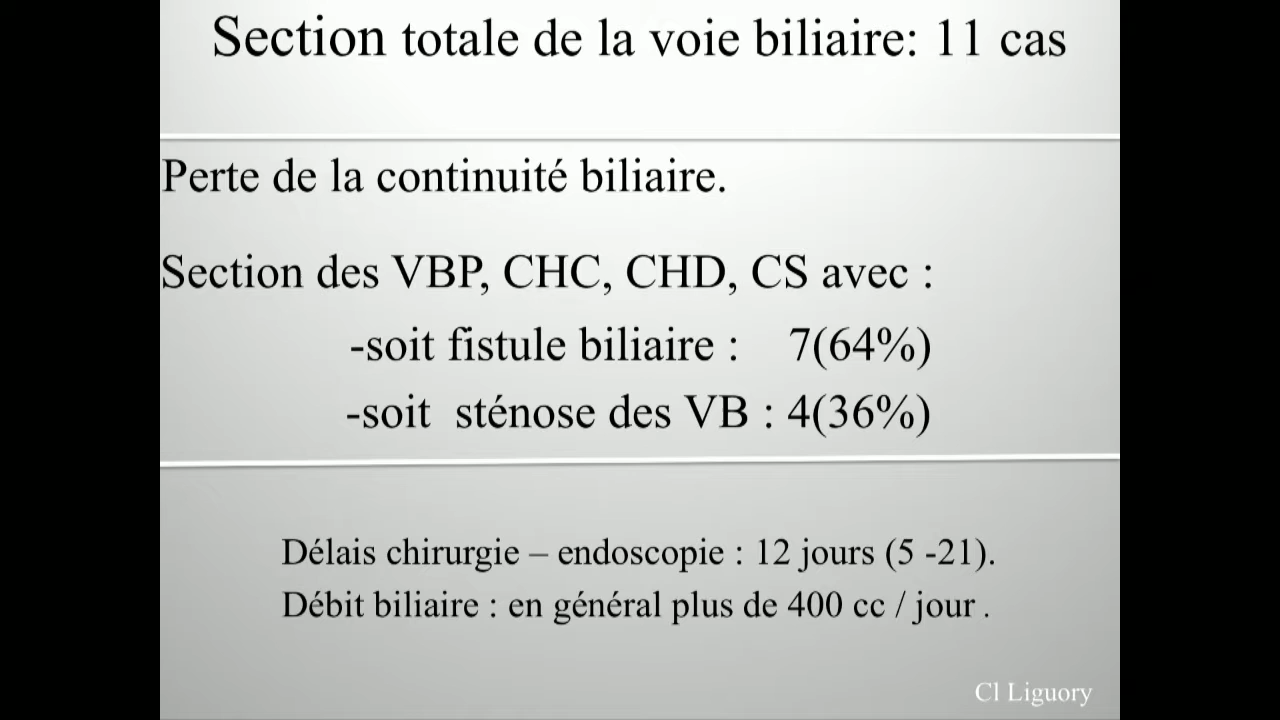 Section totale de la voie biliaire: 11 cas
Perte de la continuité biliaire.
Section des VBP, CHC, CHD, CS avec :
-soit fistule biliaire : 7(64%)
-soit sténose des VB : 4(36%)
Délais chirurgie – endoscopie : 12 jours (5 -21).
Débit biliaire : en général plus de 400 cc / jour .
Cl Liguory